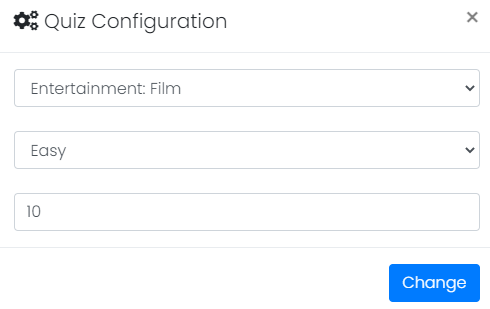 Quiz Configuration
×
Entertainment: Film
Easy
10
Change